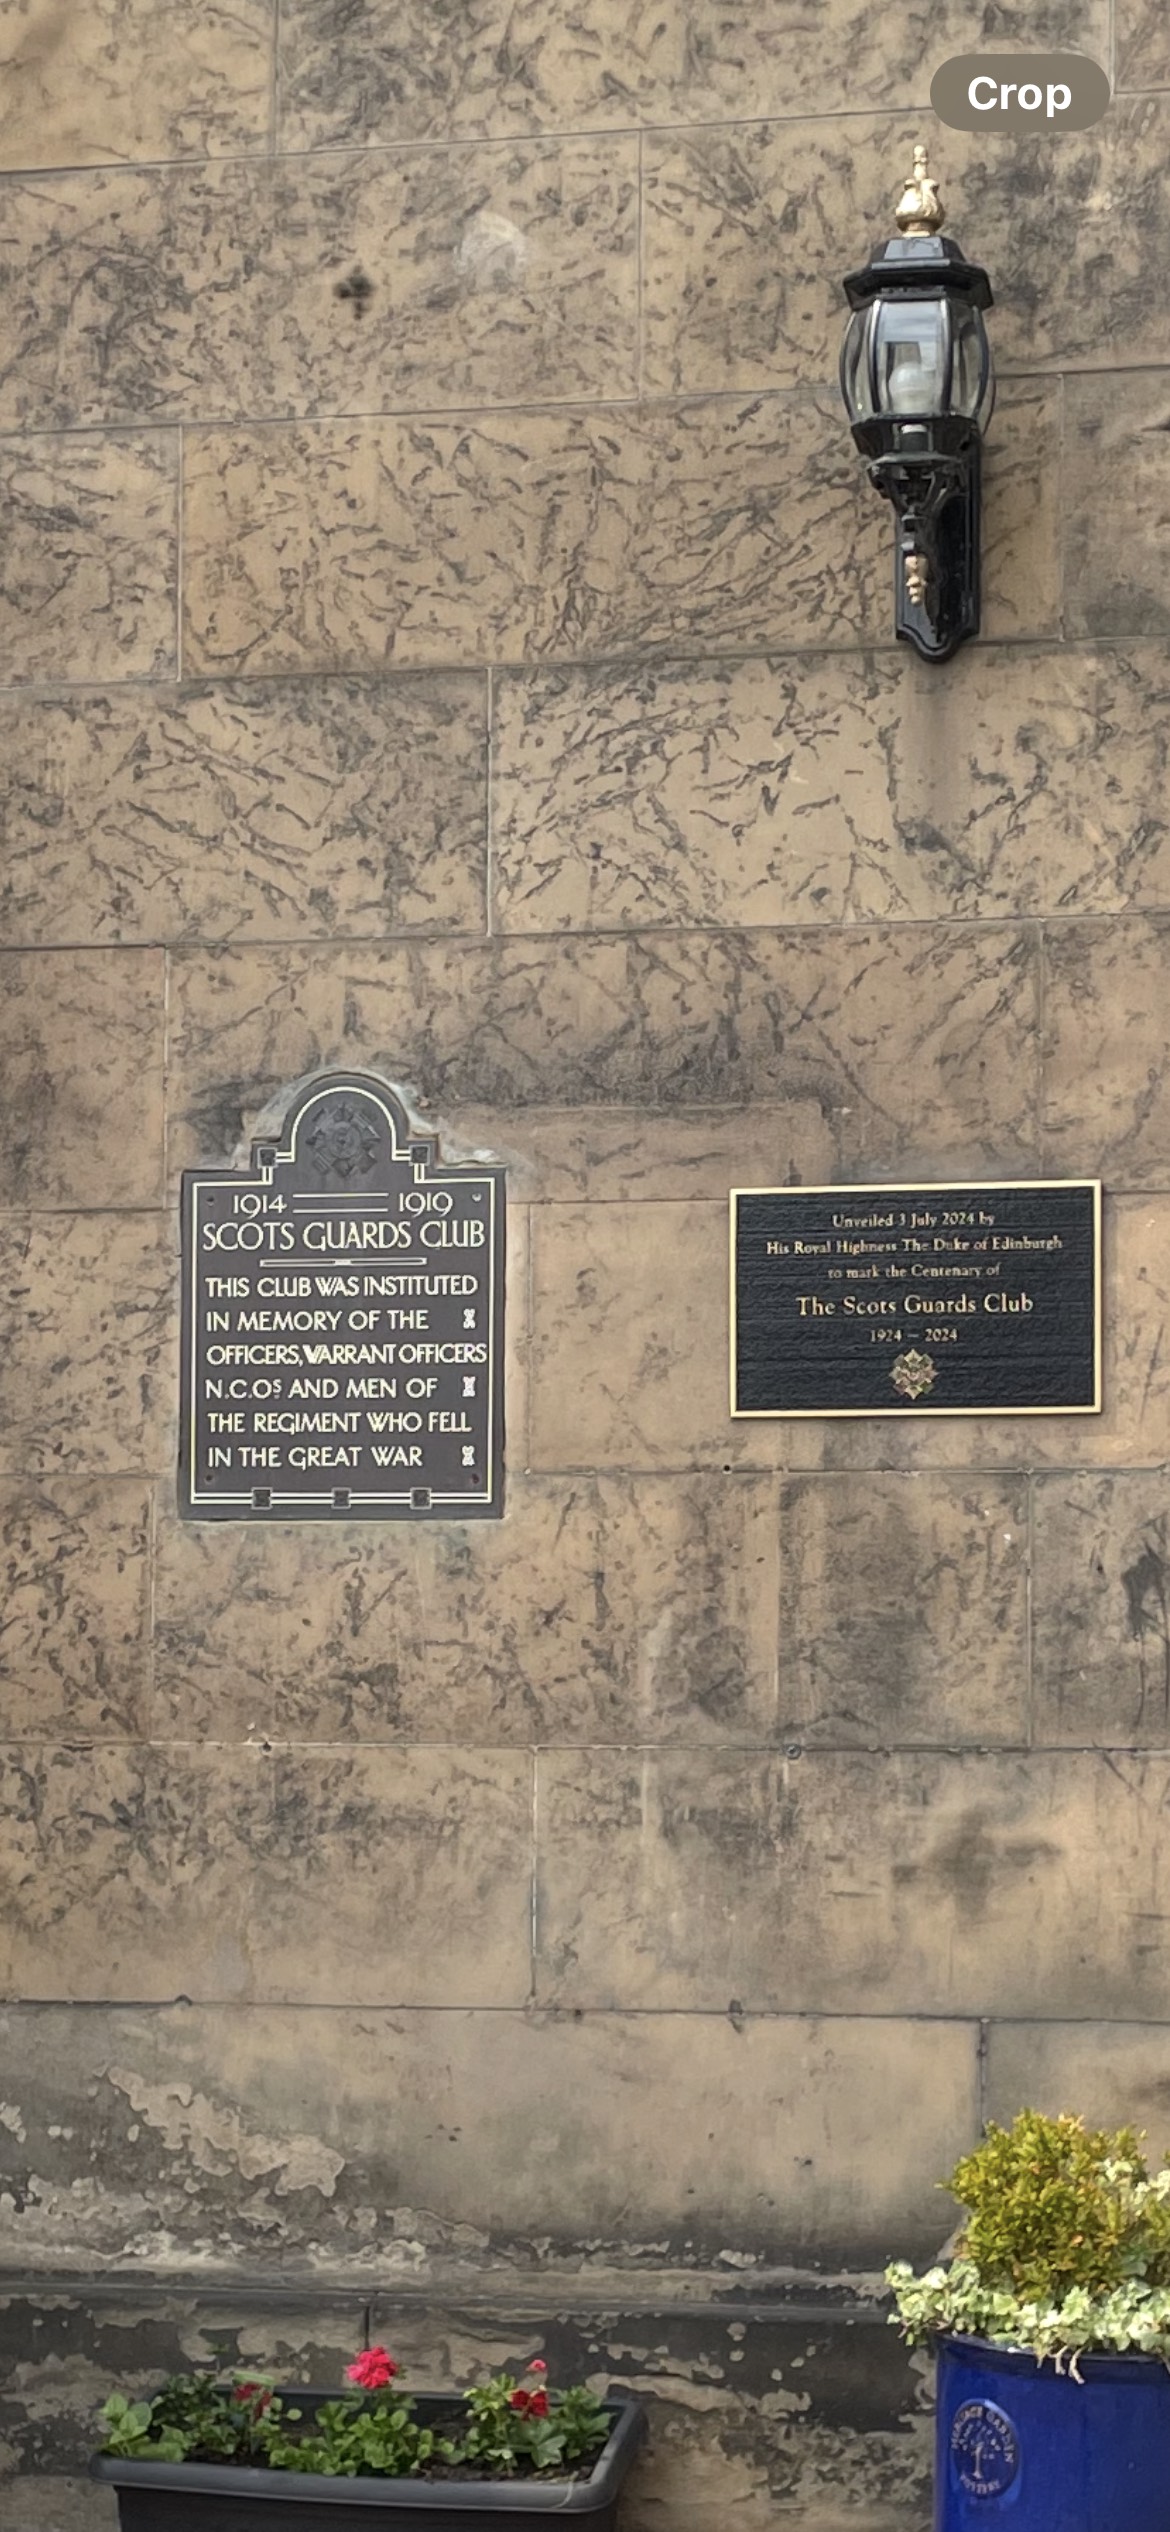 Crop
1914 1919
SCOTS GUARDS CLUB
THIS CLUB WAS INSTITUTED
IN MEMORY OF THE
OFFICERS, WARRANT OFFICERS
N.C.Os AND MEN OF
THE REGIMENT WHO FELL
IN THE GREAT WAR
Unveiled 3 July 2024 by
His Royal Highness The Duke of Edinburgh
to mark the Centenary of
The Scots Guards Club
1924 – 2024
GARDEN
POTTERY